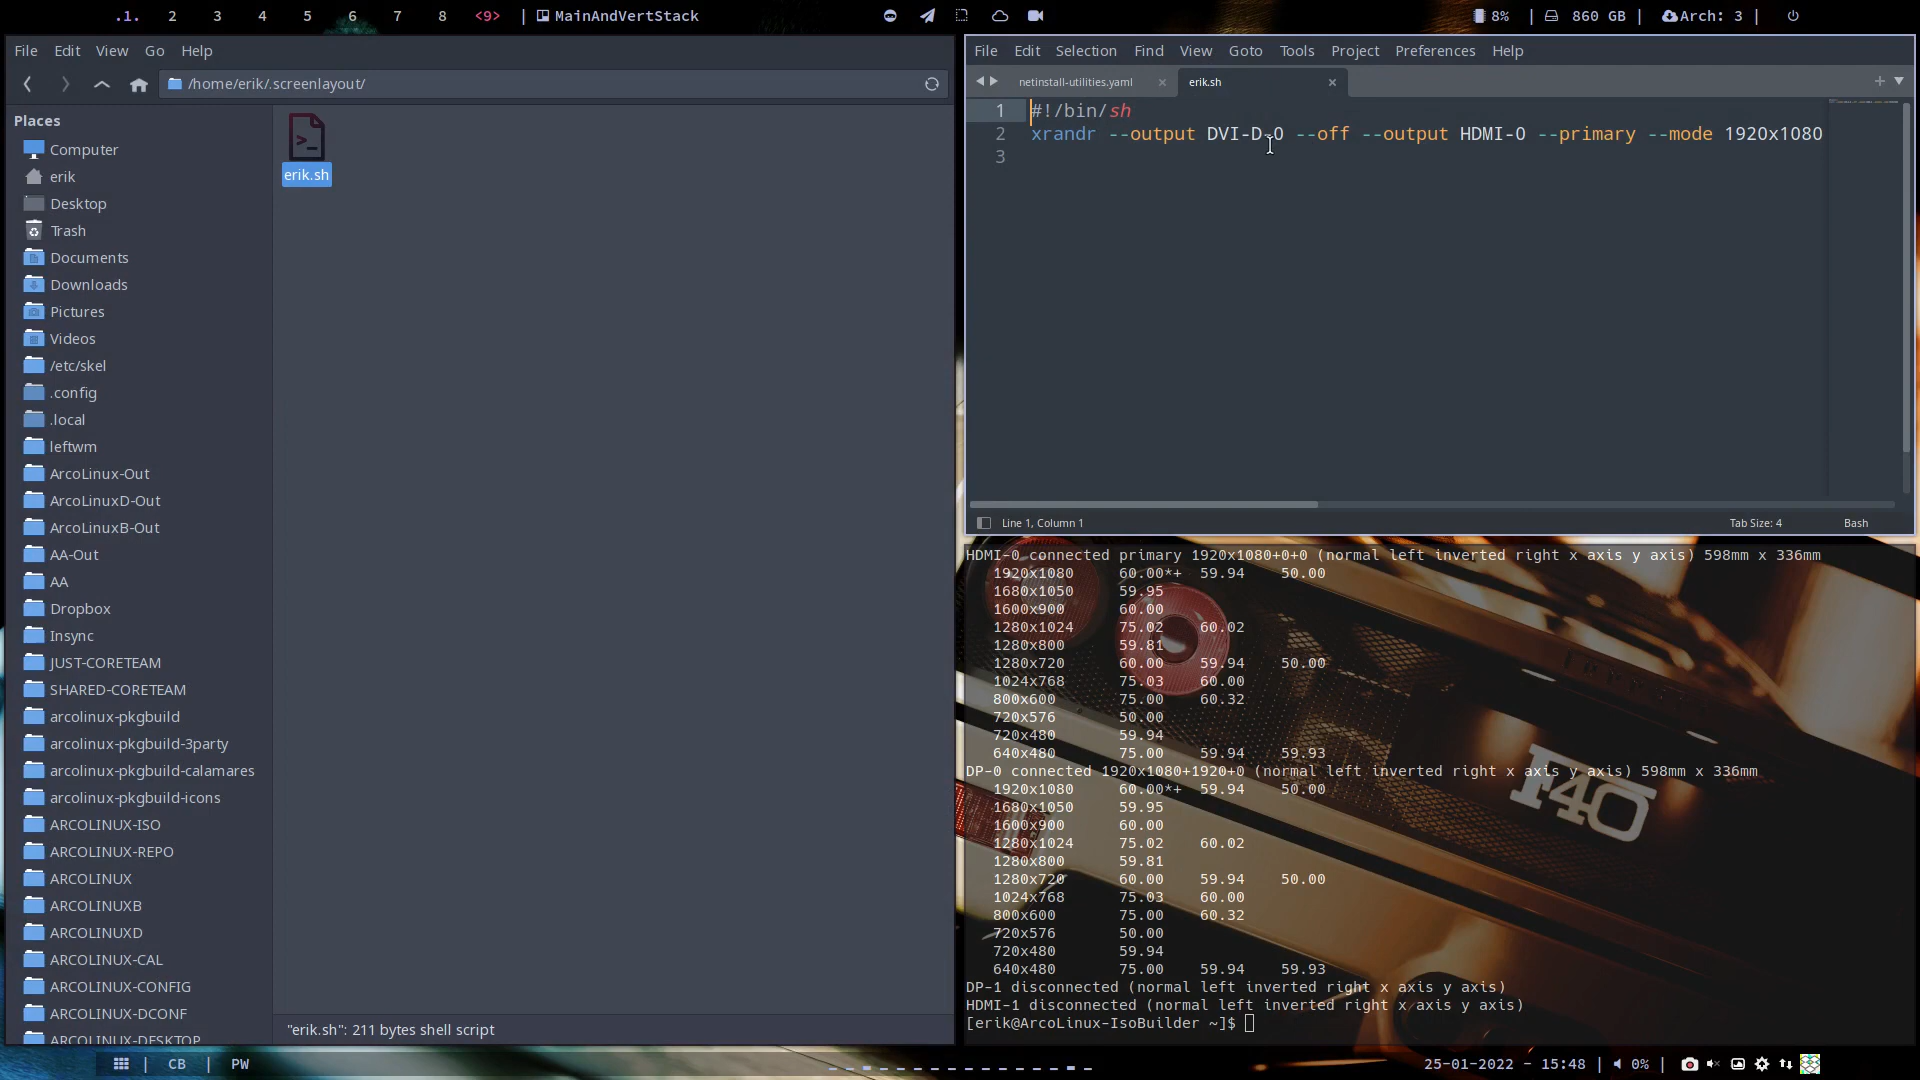 .1. 2 3 4 5 6 7 8 <9> | MainAndVertStack
8% | 860 GB | Arch: 3 |
File Edit View Go Help
/home/erik/.screenlayout/
Places
Computer
erik
Desktop
Trash
Documents
Downloads
Pictures
Videos
/etc/skel
.config
.local
leftwm
ArcoLinux-Out
ArcoLinuxD-Out
ArcoLinuxB-Out
AA-Out
AA
Dropbox
Insync
JUST-CORETEAM
SHARED-CORETEAM
arcolinux-pkgbuild
arcolinux-pkgbuild-3party
arcolinux-pkgbuild-calamares
arcolinux-pkgbuild-icons
ARCOLINUX-ISO
ARCOLINUX-REPO
ARCOLINUX
ARCOLINUXB
ARCOLINUXD
ARCOLINUX-CAL
ARCOLINUX-CONFIG
ARCOLINUX-DCONF
ARCOLINUX-DESKTOP
>_
erik.sh
"erik.sh": 211 bytes shell script
File Edit Selection Find View Goto Tools Project Preferences Help
netinstall-utilities.yaml erik.sh
1 #!/bin/sh
2 xrandr --output DVI-D-0 --off --output HDMI-0 --primary --mode 1920x1080
3
Line 1, Column 1 Tab Size: 4 Bash
HDMI-0 connected primary 1920x1080+0+0 (normal left inverted right x axis y axis) 598mm x 336mm
1920x1080 60.00*+ 59.94 50.00
1680x1050 59.95
1600x900 60.00
1280x1024 75.02 60.02
1280x800 59.81
1280x720 60.00 59.94 50.00
1024x768 75.03 60.00
800x600 75.00 60.32
720x576 50.00
720x480 59.94
640x480 75.00 59.94 59.93
DP-0 connected 1920x1080+1920+0 (normal left inverted right x axis y axis) 598mm x 336mm
1920x1080 60.00*+ 59.94 50.00
1680x1050 59.95
1600x900 60.00
1280x1024 75.02 60.02
1280x800 59.81
1280x720 60.00 59.94 50.00
1024x768 75.03 60.00
800x600 75.00 60.32
720x576 50.00
720x480 59.94
640x480 75.00 59.94 59.93
DP-1 disconnected (normal left inverted right x axis y axis)
HDMI-1 disconnected (normal left inverted right x axis y axis)
[erik@ArcoLinux-IsoBuilder ~]$
F40
| CB | PW
25-01-2022 - 15:48 | 0% |